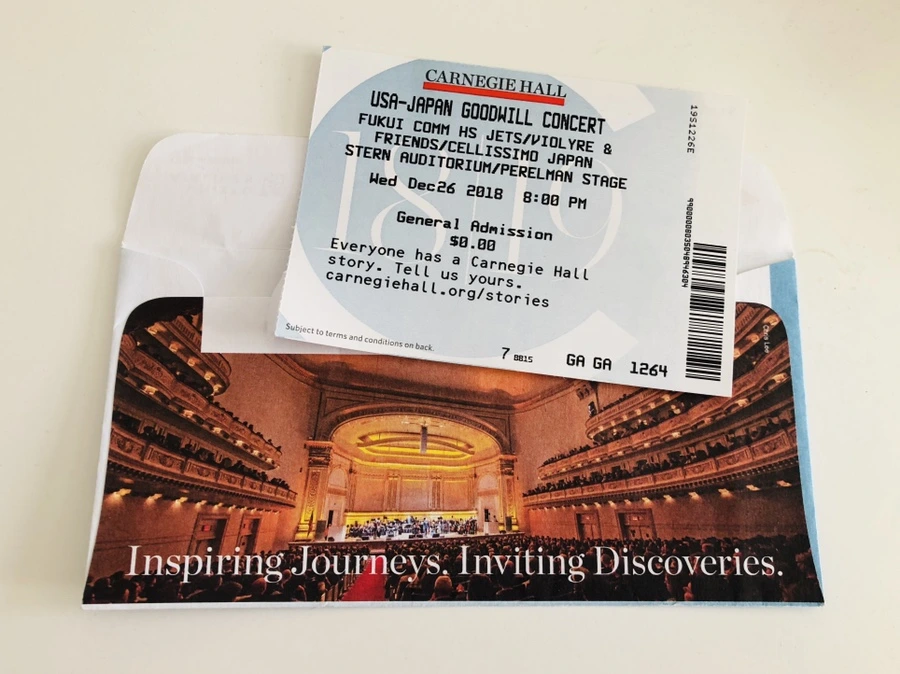 CARNEGIE HALL
USA-JAPAN GOODWILL CONCERT
FUKUI COMM HS JETS/VIOLYRE &
FRIENDS/CELLISSIMO JAPAN
STERN AUDITORIUM/PERELMAN STAGE
Wed Dec26 2018 8:00 PM
General Admission
$0.00
Everyone has a Carnegie Hall
story. Tell us yours.
carnegiehall.org/stories
Subject to terms and conditions on back.
7 BB15 GA GA 1264
19S1226E
1819
Inspiring Journeys. Inviting Discoveries.